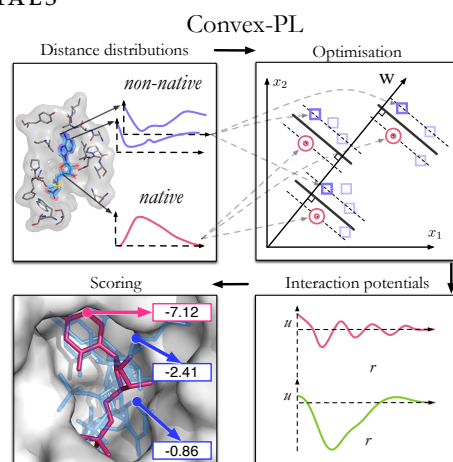 Convex-PL
Distance distributions
Optimisation
non-native
native
x2
w
x1
Scoring
Interaction potentials
-7.12
-2.41
-0.86
u
r
u
r